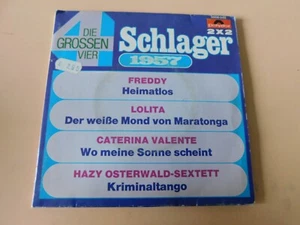 DIE
GROSSEN
VIER
4
Schlager
1957
2X2
FREDDY
Heimatlos
LOLITA
Der weiße Mond von Maratonga
CATERINA VALENTE
Wo meine Sonne scheint
HAZY OSTERWALD-SEXTETT
Kriminaltango